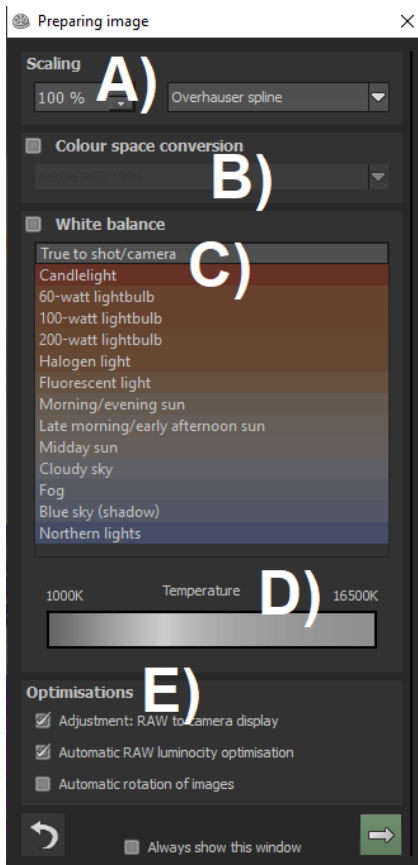 Preparing image
Scaling
A)
100 %
Overhauser spline
Colour space conversion
Adobe RGB 1998
B)
White balance
True to shot/camera
C)
Candlelight
60-watt lightbulb
100-watt lightbulb
200-watt lightbulb
Halogen light
Fluorescent light
Morning/evening sun
Late morning/early afternoon sun
Midday sun
Cloudy sky
Fog
Blue sky (shadow)
Northern lights
1000K
Temperature
D)
16500K
Optimisations
E)
Adjustment: RAW to camera display
Automatic RAW luminocity optimisation
Automatic rotation of images
Always show this window